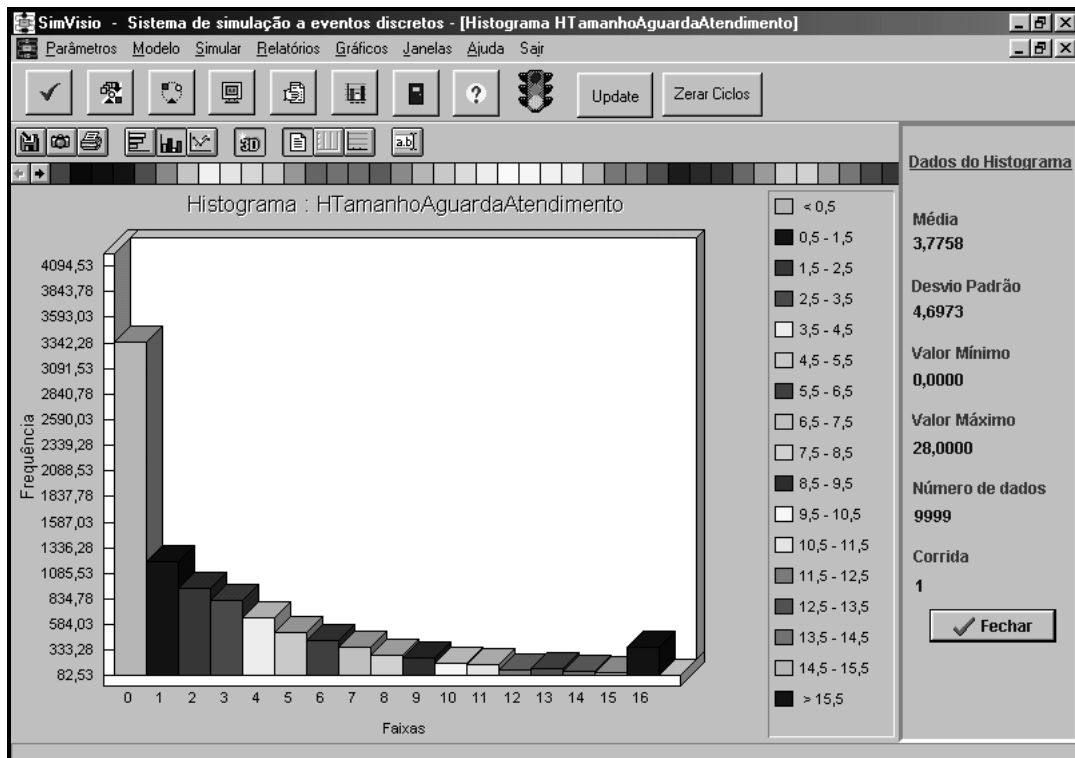 SimVisio - Sistema de simulação a eventos discretos - [Histograma HTamanhoAguardaAtendimento]
Parâmetros Modelo Simular Relatórios Gráficos Janelas Ajuda Sair
? Update Zerar Ciclos
3D a.b
Histograma : HTamanhoAguardaAtendimento
4094,53
3843,78
3593,03
3342,28
3091,53
2840,78
2590,03
2339,28
2088,53
1837,78
1587,03
1336,28
1085,53
834,78
584,03
333,28
82,53
Frequência
0 1 2 3 4 5 6 7 8 9 10 11 12 13 14 15 16
Faixas
< 0,5
0,5 - 1,5
1,5 - 2,5
2,5 - 3,5
3,5 - 4,5
4,5 - 5,5
5,5 - 6,5
6,5 - 7,5
7,5 - 8,5
8,5 - 9,5
9,5 - 10,5
10,5 - 11,5
11,5 - 12,5
12,5 - 13,5
13,5 - 14,5
14,5 - 15,5
> 15,5
Dados do Histograma
Média
3,7758
Desvio Padrão
4,6973
Valor Mínimo
0,0000
Valor Máximo
28,0000
Número de dados
9999
Corrida
1
Fechar